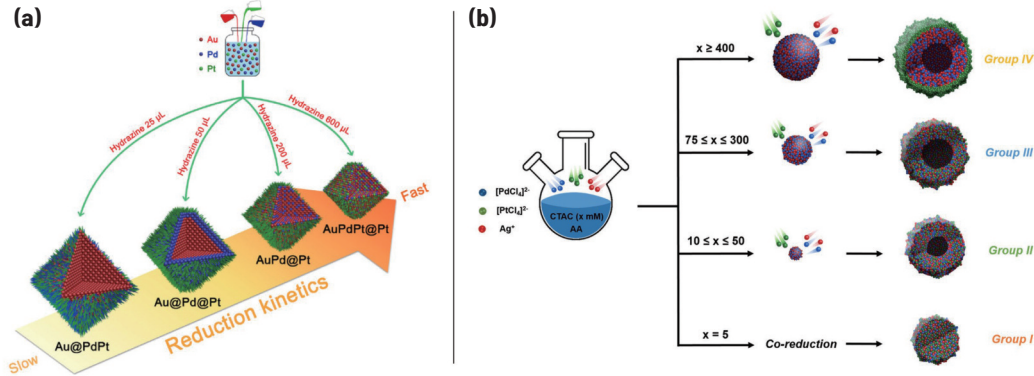 (a)
Au
Pd
Pt
Hydrazine 25 µL
Hydrazine 50 µL
Hydrazine 200 µL
Hydrazine 600 µL
Fast
AuPdPt@Pt
AuPd@Pt
Au@Pd@Pt
Au@PdPt
Reduction kinetics
Slow
(b)
x ≥ 400
Group IV
75 ≤ x ≤ 300
Group III
[PdCl₄]²⁻
[PtCl₄]²⁻
Ag⁺
CTAC (x mM)
AA
10 ≤ x ≤ 50
Group II
x = 5
Co-reduction
Group I